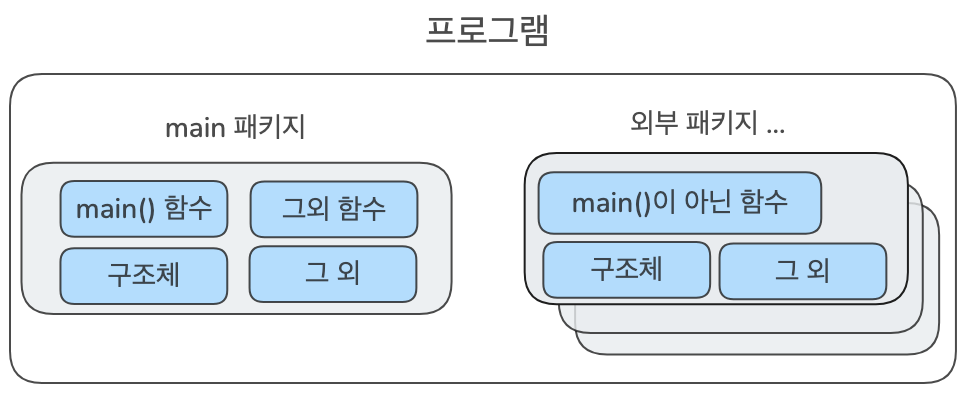 프로그램
main 패키지
외부 패키지 ...
main() 함수
그외 함수
구조체
그 외
main()이 아닌 함수
구조체
그 외